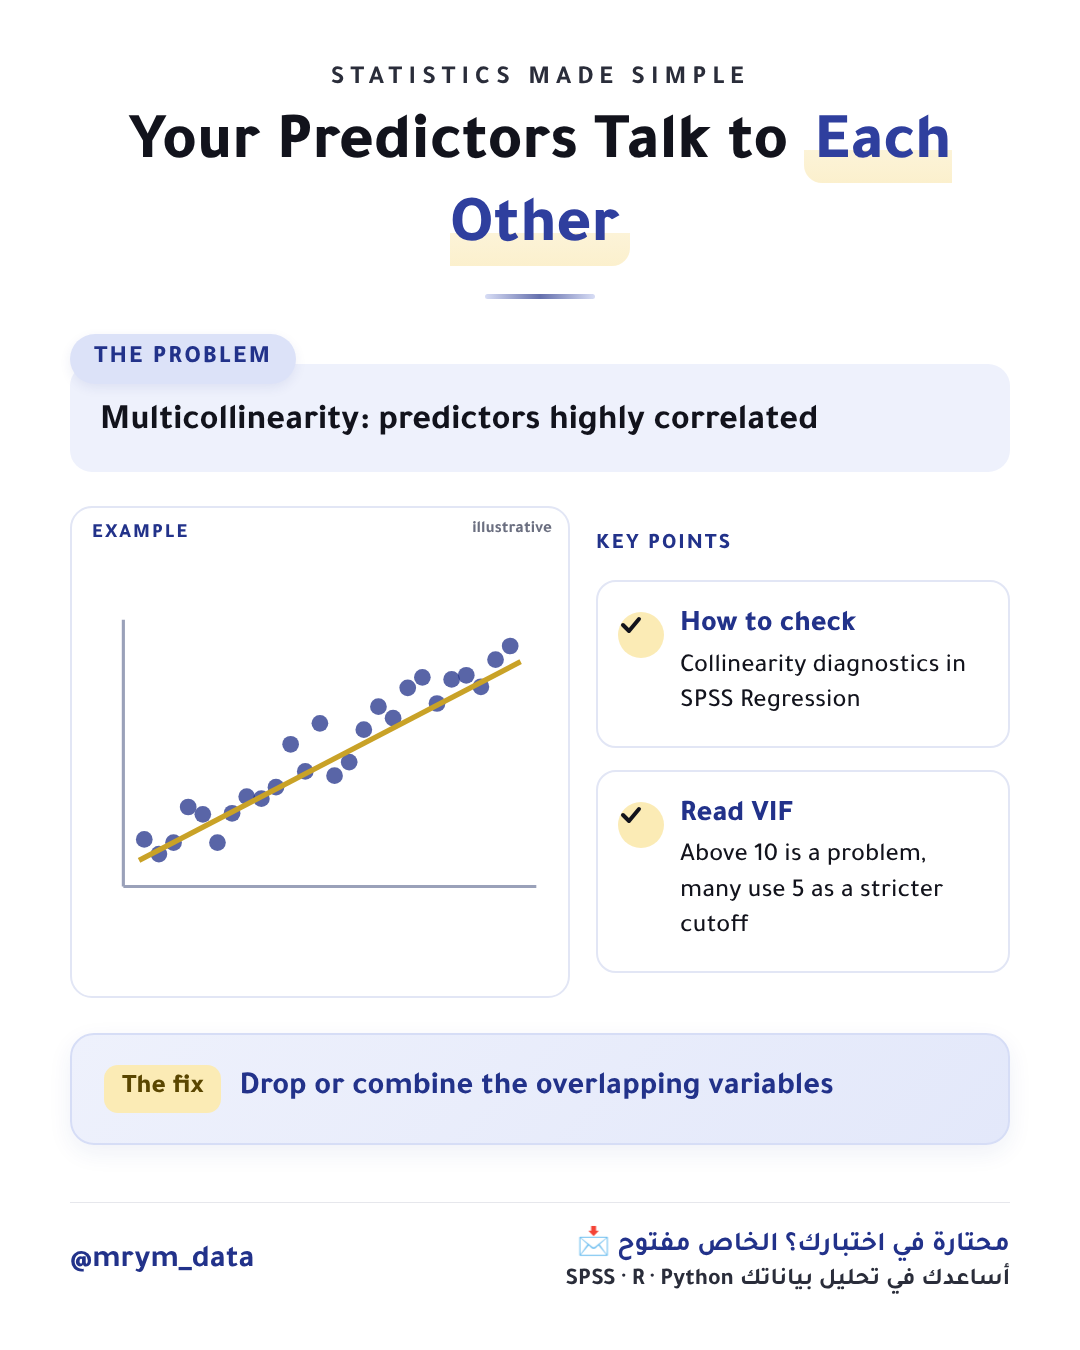 STATISTICS MADE SIMPLE
Your Predictors Talk to Each
Other
THE PROBLEM
Multicollinearity: predictors highly correlated
EXAMPLE
illustrative
KEY POINTS
How to check
Collinearity diagnostics in
SPSS Regression
Read VIF
Above 10 is a problem,
many use 5 as a stricter
cutoff
The fix
Drop or combine the overlapping variables
@mrym_data
محتارة في اختبارك؟ الخاص مفتوح 📩
أساعدك في تحليل بياناتك SPSS · R · Python